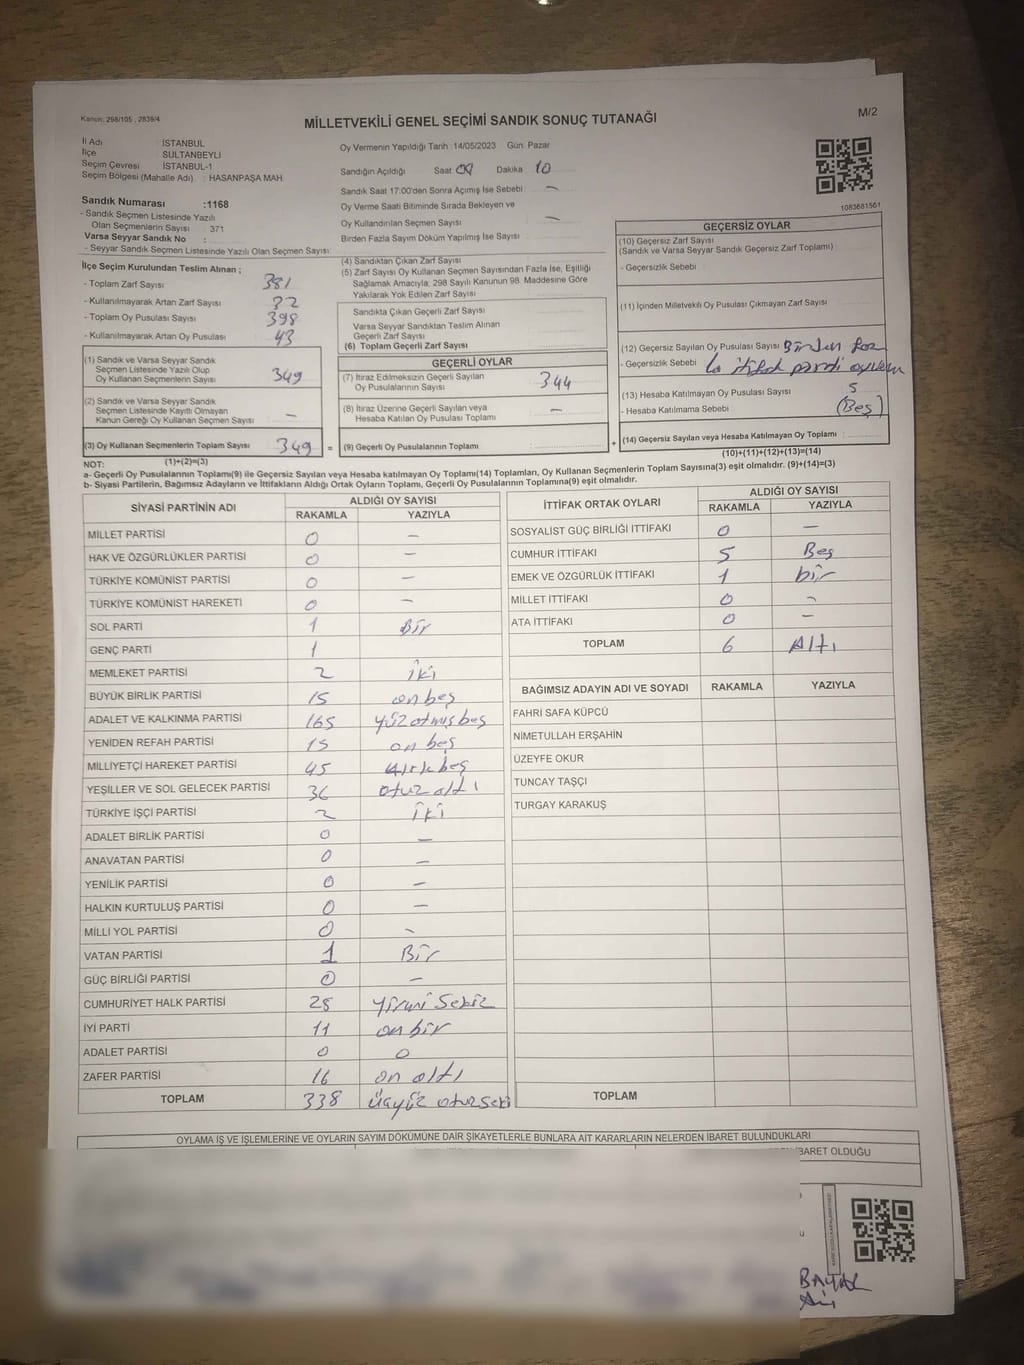 Kanun: 298/105 , 2839/4
M/2
MİLLETVEKİLİ GENEL SEÇİMİ SANDIK SONUÇ TUTANAĞI
İl Adı : İSTANBUL
İlçe : SULTANBEYLİ
Seçim Çevresi : İSTANBUL-1
Seçim Bölgesi (Mahalle Adı) : HASANPAŞA MAH
Sandık Numarası :1168
- Sandık Seçmen Listesinde Yazılı
Olan Seçmenlerin Sayısı : 371
Varsa Seyyar Sandık No :
- Seyyar Sandık Seçmen Listesinde Yazılı Olan Seçmen Sayısı:
Oy Vermenin Yapıldığı Tarih :14/05/2023 Gün: Pazar
Sandığın Açıldığı Saat Dakika 10
Sandık Saat 17:00'den Sonra Açımış İse Sebebi : —
Oy Verme Saati Bitiminde Sırada Bekleyen ve
Oy Kullandırılan Seçmen Sayısı : —
Birden Fazla Sayım Döküm Yapılmış İse Sayısı :
1083681561
İlçe Seçim Kurulundan Teslim Alınan ;
- Toplam Zarf Sayısı : 381
- Kullanılmayarak Artan Zarf Sayısı : 32
- Toplam Oy Pusulası Sayısı : 398
- Kullanılmayarak Artan Oy Pusulası : 43
(1) Sandık ve Varsa Seyyar Sandık
Seçmen Listesinde Yazılı Olup
Oy Kullanan Seçmenlerin Sayısı : 349
(2) Sandık ve Varsa Seyyar Sandık
Seçmen Listesinde Kayıtlı Olmayan
Kanun Gereği Oy Kullanan Seçmen Sayısı : —
(3) Oy Kullanan Seçmenlerin Toplam Sayısı : 349 =
(1)+(2)=(3)
(4) Sandıktan Çıkan Zarf Sayısı :
(5) Zarf Sayısı Oy Kullanan Seçmen Sayısından Fazla İse, Eşitliği
Sağlamak Amacıyla; 298 Sayılı Kanunun 98. Maddesine Göre
Yakılarak Yok Edilen Zarf Sayısı :
Sandıkta Çıkan Geçerli Zarf Sayısı :
Varsa Seyyar Sandıktan Teslim Alınan
Geçerli Zarf Sayısı :
(6) Toplam Geçerli Zarf Sayısı :
GEÇERLİ OYLAR
(7) İtiraz Edilmeksizin Geçerli Sayılan
Oy Pusulalarının Sayısı : 344
(8) İtiraz Üzerine Geçerli Sayılan veya
Hesaba Katılan Oy Pusulası Toplamı : —
(9) Geçerli Oy Pusulalarının Toplamı : +
GEÇERSİZ OYLAR
(10) Geçersiz Zarf Sayısı
(Sandık ve Varsa Seyyar Sandık Geçersiz Zarf Toplamı) :
- Geçersizlik Sebebi :
(11) İçinden Milletvekili Oy Pusulası Çıkmayan Zarf Sayısı :
(12) Geçersiz Sayılan Oy Pusulası Sayısı : Birden faz
- Geçersizlik Sebebi : la ittifak parti
(13) Hesaba Katılmayan Oy Pusulası Sayısı : 5
- Hesaba Katılmama Sebebi : (Beş)
(14) Geçersiz Sayılan veya Hesaba Katılmayan Oy Toplamı :
(10)+(11)+(12)+(13)=(14)
NOT:
a- Geçerli Oy Pusulalarının Toplamı(9) ile Geçersiz Sayılan veya Hesaba katılmayan Oy Toplamı(14) Toplamları, Oy Kullanan Seçmenlerin Toplam Sayısına(3) eşit olmalıdır. (9)+(14)=(3)
b- Siyasi Partilerin, Bağımsız Adayların ve İttifakların Aldığı Ortak Oyların Toplamı, Geçerli Oy Pusulalarının Toplamına(9) eşit olmalıdır.
SİYASİ PARTİNİN ADI ALDIĞI OY SAYISI
RAKAMLA YAZIYLA
MİLLET PARTİSİ 0 —
HAK VE ÖZGÜRLÜKLER PARTİSİ 0 —
TÜRKİYE KOMÜNİST PARTİSİ 0 —
TÜRKİYE KOMÜNİST HAREKETİ 0 —
SOL PARTİ 1 Bir
GENÇ PARTİ 1
MEMLEKET PARTİSİ 2 iki
BÜYÜK BİRLİK PARTİSİ 15 on beş
ADALET VE KALKINMA PARTİSİ 165 yüz otmuş beş
YENİDEN REFAH PARTİSİ 15 on beş
MİLLİYETÇİ HAREKET PARTİSİ 45 kırk beş
YEŞİLLER VE SOL GELECEK PARTİSİ 36 otuz altı
TÜRKİYE İŞÇİ PARTİSİ 2 iki
ADALET BİRLİK PARTİSİ 0 —
ANAVATAN PARTİSİ 0 —
YENİLİK PARTİSİ 0 —
HALKIN KURTULUŞ PARTİSİ 0 —
MİLLİ YOL PARTİSİ 0 —
VATAN PARTİSİ 1 Bir
GÜÇ BİRLİĞİ PARTİSİ 0 —
CUMHURİYET HALK PARTİSİ 28 yirmi sekiz
İYİ PARTİ 11 on bir
ADALET PARTİSİ 0 0
ZAFER PARTİSİ 16 on altı
TOPLAM 338 üçyüz otuzseki
İTTİFAK ORTAK OYLARI ALDIĞI OY SAYISI
RAKAMLA YAZIYLA
SOSYALİST GÜÇ BİRLİĞİ İTTİFAKI 0 —
CUMHUR İTTİFAKI 5 Beş
EMEK VE ÖZGÜRLÜK İTTİFAKI 1 bir
MİLLET İTTİFAKI 0 —
ATA İTTİFAKI 0 —
TOPLAM 6 Altı
BAĞIMSIZ ADAYIN ADI VE SOYADI RAKAMLA YAZIYLA
FAHRİ SAFA KÜPCÜ
NİMETULLAH ERŞAHİN
ÜZEYFE OKUR
TUNCAY TAŞÇI
TURGAY KARAKUŞ
TOPLAM
OYLAMA İŞ VE İŞLEMLERİNE VE OYLARIN SAYIM DÖKÜMÜNE DAİR ŞİKAYETLERLE BUNLARA AİT KARARLARIN NELERDEN İBARET BULUNDUKLARI
BARET OLDUĞU